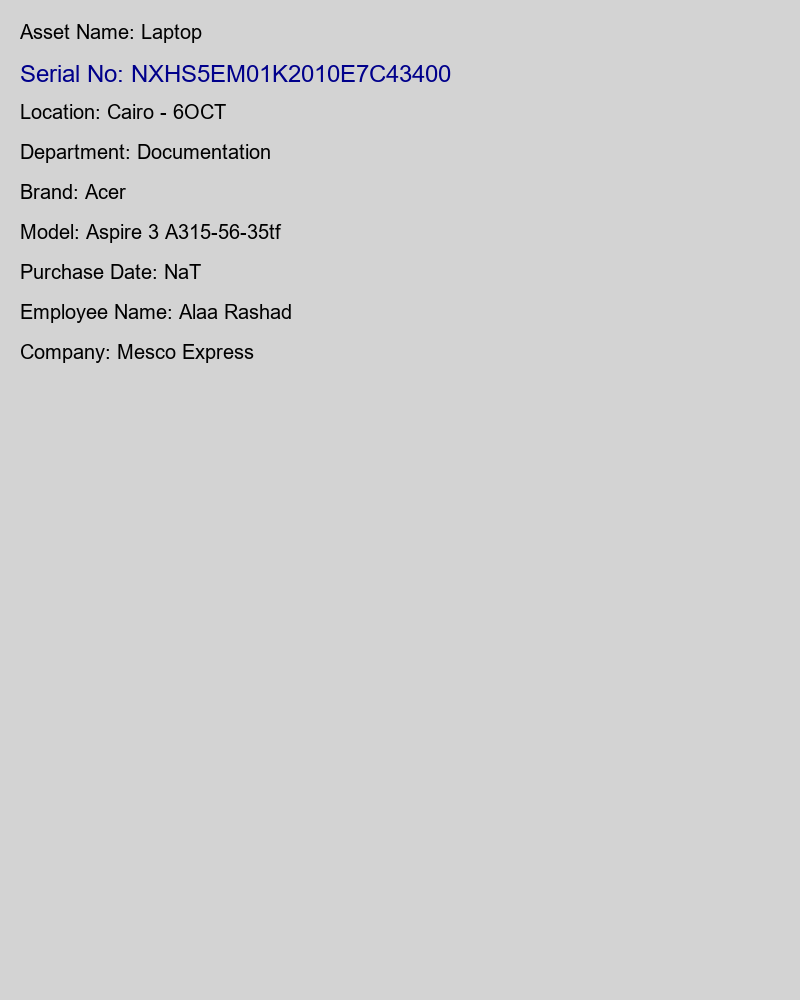 Asset Name: Laptop
Serial No: NXHS5EM01K2010E7C43400
Location: Cairo - 6OCT
Department: Documentation
Brand: Acer
Model: Aspire 3 A315-56-35tf
Purchase Date: NaT
Employee Name: Alaa Rashad
Company: Mesco Express